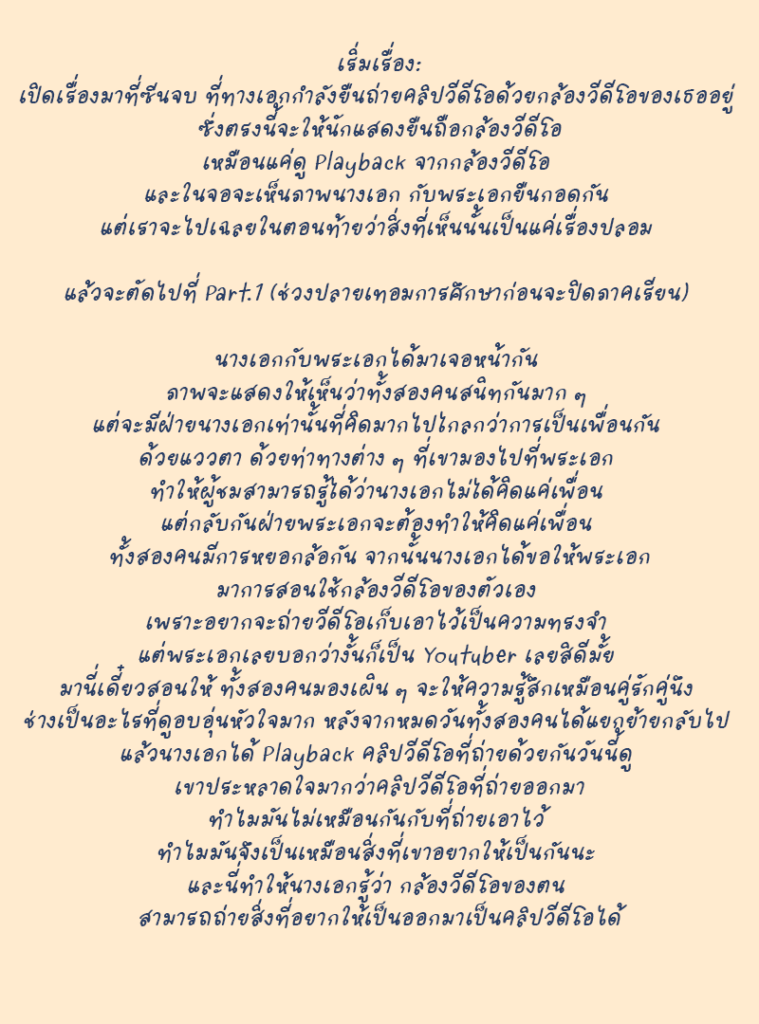 เริ่มเรื่อง:
เปิดเรื่องมาที่ซีนจบ ที่ทางเอกกำลังยืนถ่ายคลิปวีดีโอด้วยกล้องวีดีโอของเธออยู่
ซึ่งตรงนี้จะให้นักแสดงยืนถือกล้องวีดีโอ
เหมือนแค่ดู Playback จากกล้องวีดีโอ
และในจอจะเห็นภาพนางเอก กับพระเอกยืนกอดกัน
แต่เราจะไปเฉลยในตอนท้ายว่าสิ่งที่เห็นนั้นเป็นแค่เรื่องปลอม
แล้วจะตัดไปที่ Part.1 (ช่วงปลายเทอมการศึกษาก่อนจะปิดภาคเรียน)
นางเอกกับพระเอกได้มาเจอหน้ากัน
ภาพจะแสดงให้เห็นว่าทั้งสองคนสนิทกันมาก ๆ
แต่จะมีฝ่ายนางเอกเท่านั้นที่คิดมากไปไกลกว่าการเป็นเพื่อนกัน
ด้วยแววตา ด้วยท่าทางต่าง ๆ ที่เขามองไปที่พระเอก
ทำให้ผู้ชมสามารถรู้ได้ว่านางเอกไม่ได้คิดแค่เพื่อน
แต่กลับกันฝ่ายพระเอกจะต้องทำให้คิดแค่เพื่อน
ทั้งสองคนมีการหยอกล้อกัน จากนั้นนางเอกได้ขอให้พระเอก
มาการสอนใช้กล้องวีดีโอของตัวเอง
เพราะอยากจะถ่ายวีดีโอเก็บเอาไว้เป็นความทรงจำ
แต่พระเอกเลยบอกว่างั้นก็เป็น Youtuber เลยสิดีมั้ย
มานี่เดี๋ยวสอนให้ ทั้งสองคนมองเผิน ๆ จะให้ความรู้สึกเหมือนคู่รักคู่นึง
ช่างเป็นอะไรที่ดูอบอุ่นหัวใจมาก หลังจากหมดวันทั้งสองคนได้แยกย้ายกลับไป
แล้วนางเอกได้ Playback คลิปวีดีโอที่ถ่ายด้วยกันวันนี้ดู
เขาประหลาดใจมากว่าคลิปวีดีโอที่ถ่ายออกมา
ทำไมมันไม่เหมือนกันกับที่ถ่ายเอาไว้
ทำไมมันจึงเป็นเหมือนสิ่งที่เขาอยากให้เป็นกันนะ
และนี่ทำให้นางเอกรู้ว่า กล้องวีดีโอของตน
สามารถถ่ายสิ่งที่อยากให้เป็นออกมาเป็นคลิปวีดีโอได้